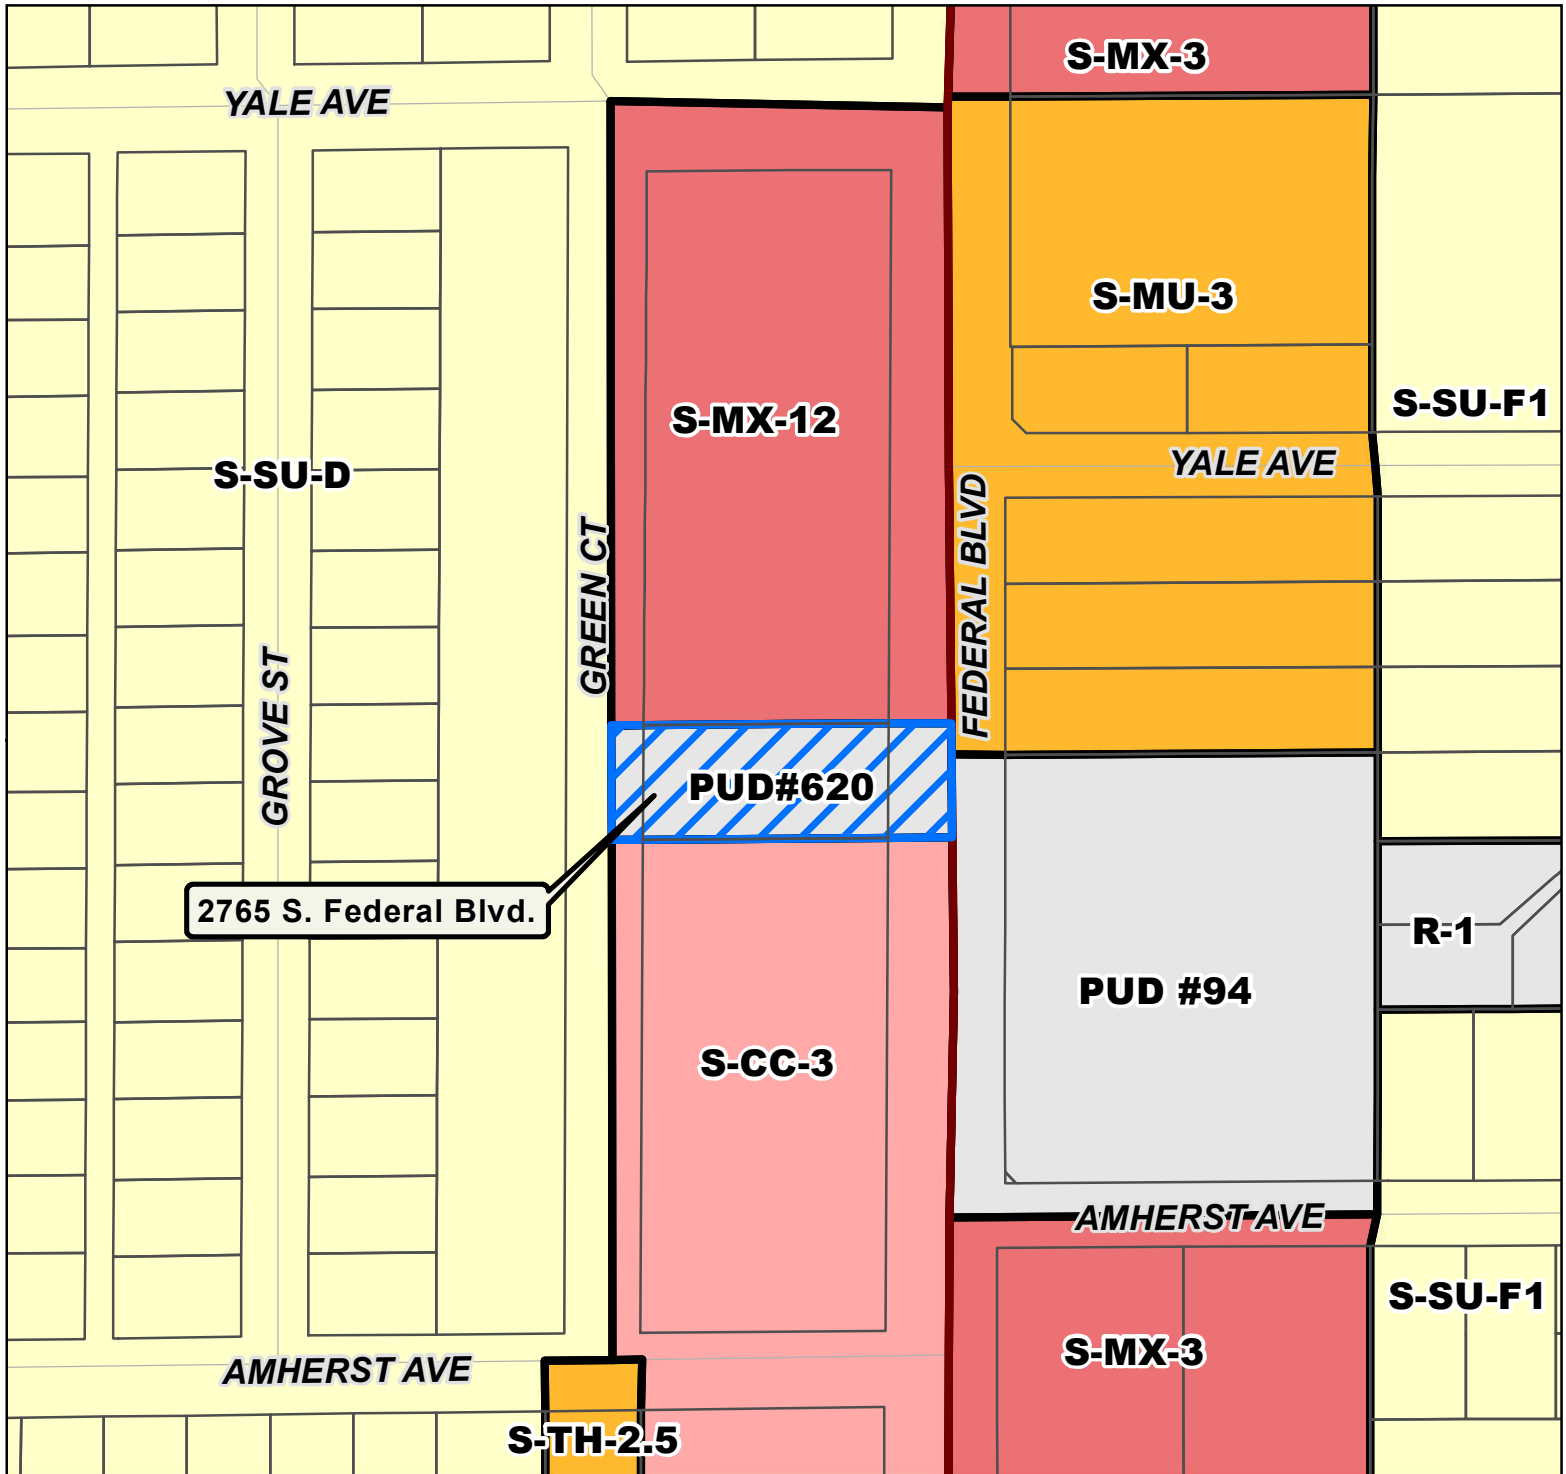 S-MX-3
YALE AVE
S-MU-3
S-SU-F1
S-MX-12
YALE AVE
S-SU-D
FEDERAL BLVD
GREEN CT
GROVE ST
PUD#620
2765 S. Federal Blvd.
R-1
PUD #94
S-CC-3
AMHERST AVE
S-SU-F1
S-MX-3
AMHERST AVE
S-TH-2.5